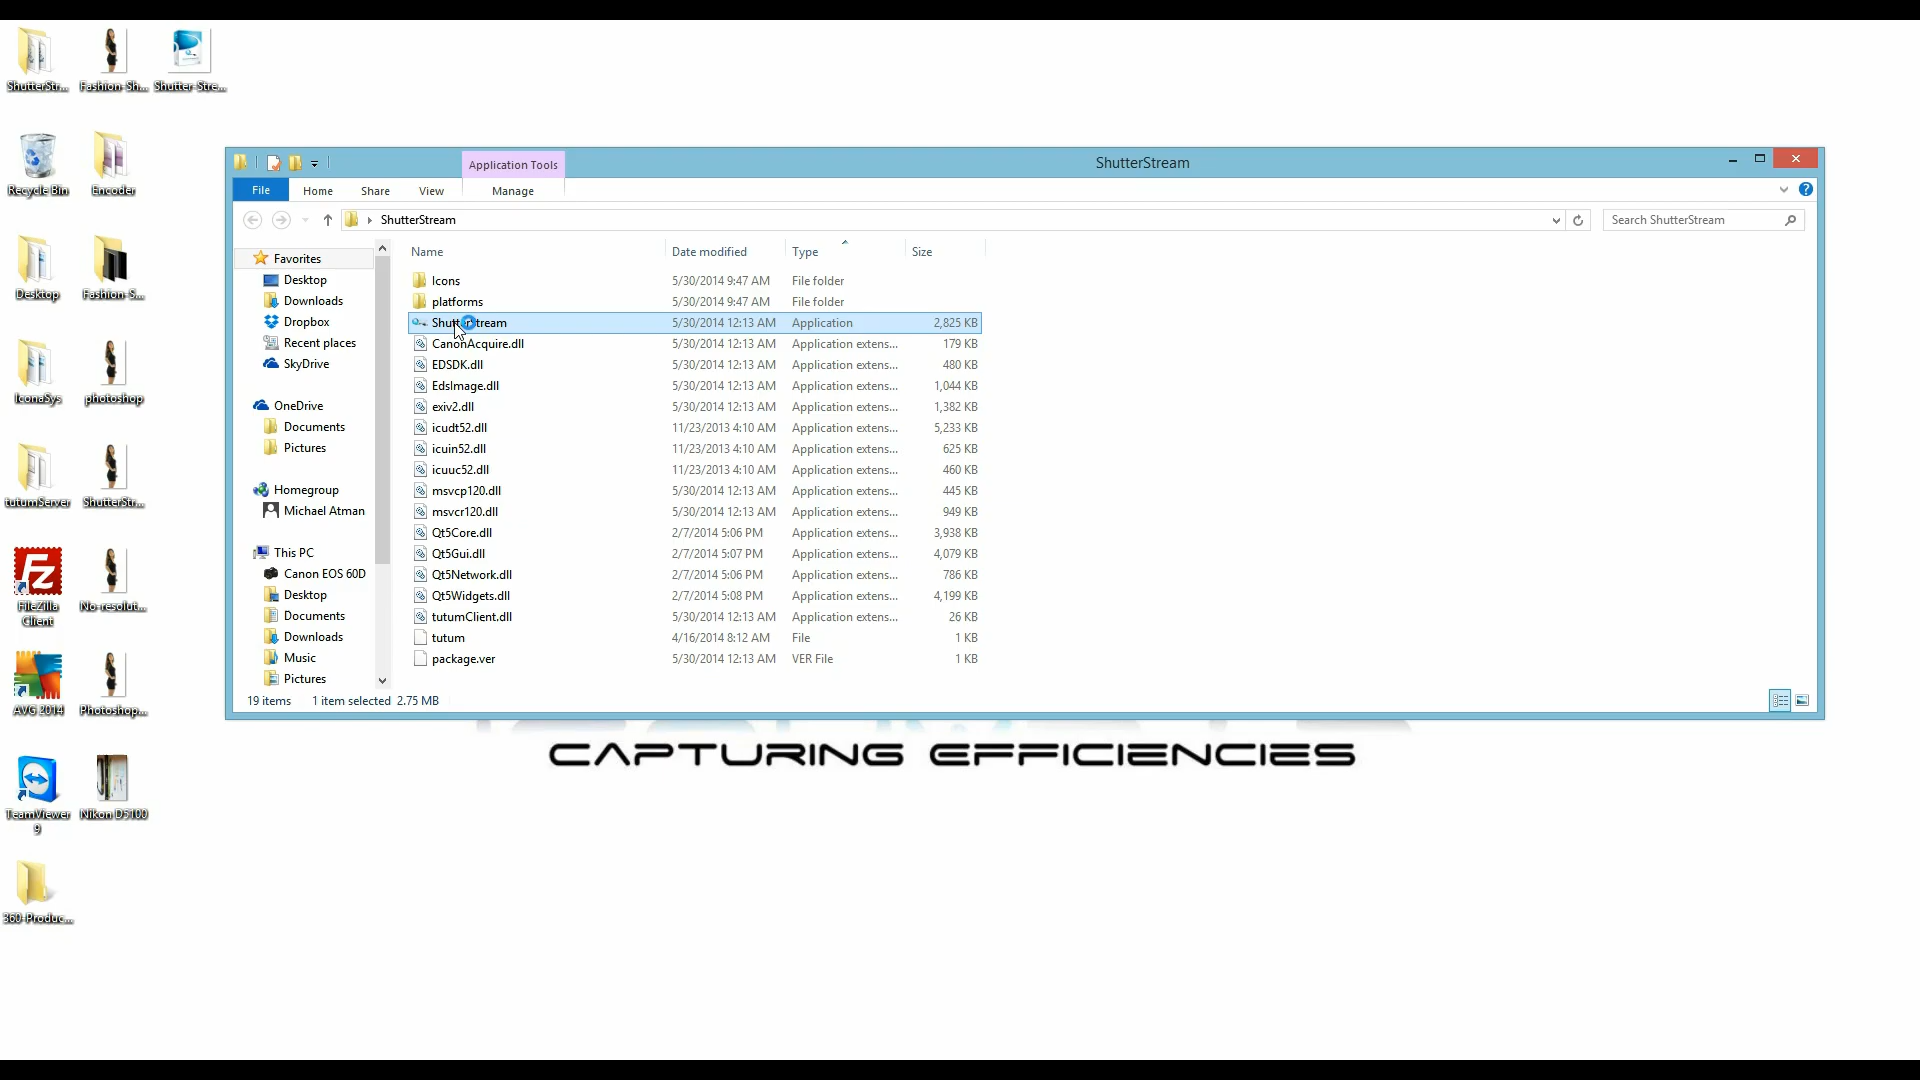 ShutterStr...
Fashion-Sh...
Shutter-Stre...
Recycle Bin
Encoder
Desktop
Fashion-S...
IconaSys
photoshop
tutumServer
ShutterStr...
FileZilla
Client
No-resolut...
AVG 2014
Photoshop...
TeamViewer
9
Nikon D5100
360-Produc...
Application Tools
ShutterStream
File Home Share View Manage
ShutterStream
Search ShutterStream
Favorites
Desktop
Downloads
Dropbox
Recent places
SkyDrive
OneDrive
Documents
Pictures
Homegroup
Michael Atman
This PC
Canon EOS 60D
Desktop
Documents
Downloads
Music
Pictures
Name Date modified Type Size
Icons 5/30/2014 9:47 AM File folder
platforms 5/30/2014 9:47 AM File folder
ShutterStream 5/30/2014 12:13 AM Application 2,825 KB
CanonAcquire.dll 5/30/2014 12:13 AM Application extens... 179 KB
EDSDK.dll 5/30/2014 12:13 AM Application extens... 480 KB
EdsImage.dll 5/30/2014 12:13 AM Application extens... 1,044 KB
exiv2.dll 5/30/2014 12:13 AM Application extens... 1,382 KB
icudt52.dll 11/23/2013 4:10 AM Application extens... 5,233 KB
icuin52.dll 11/23/2013 4:10 AM Application extens... 625 KB
icuuc52.dll 11/23/2013 4:10 AM Application extens... 460 KB
msvcp120.dll 5/30/2014 12:13 AM Application extens... 445 KB
msvcr120.dll 5/30/2014 12:13 AM Application extens... 949 KB
Qt5Core.dll 2/7/2014 5:06 PM Application extens... 3,938 KB
Qt5Gui.dll 2/7/2014 5:07 PM Application extens... 4,079 KB
Qt5Network.dll 2/7/2014 5:06 PM Application extens... 786 KB
Qt5Widgets.dll 2/7/2014 5:08 PM Application extens... 4,199 KB
tutumClient.dll 5/30/2014 12:13 AM Application extens... 26 KB
tutum 4/16/2014 8:12 AM File 1 KB
package.ver 5/30/2014 12:13 AM VER File 1 KB
19 items 1 item selected 2.75 MB
CAPTURING EFFICIENCIES